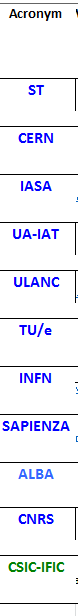 Acronym
ST
CERN
IASA
UA-IAT
ULANC
TU/e
INFN
SAPIENZA
ALBA
CNRS
CSIC-IFIC